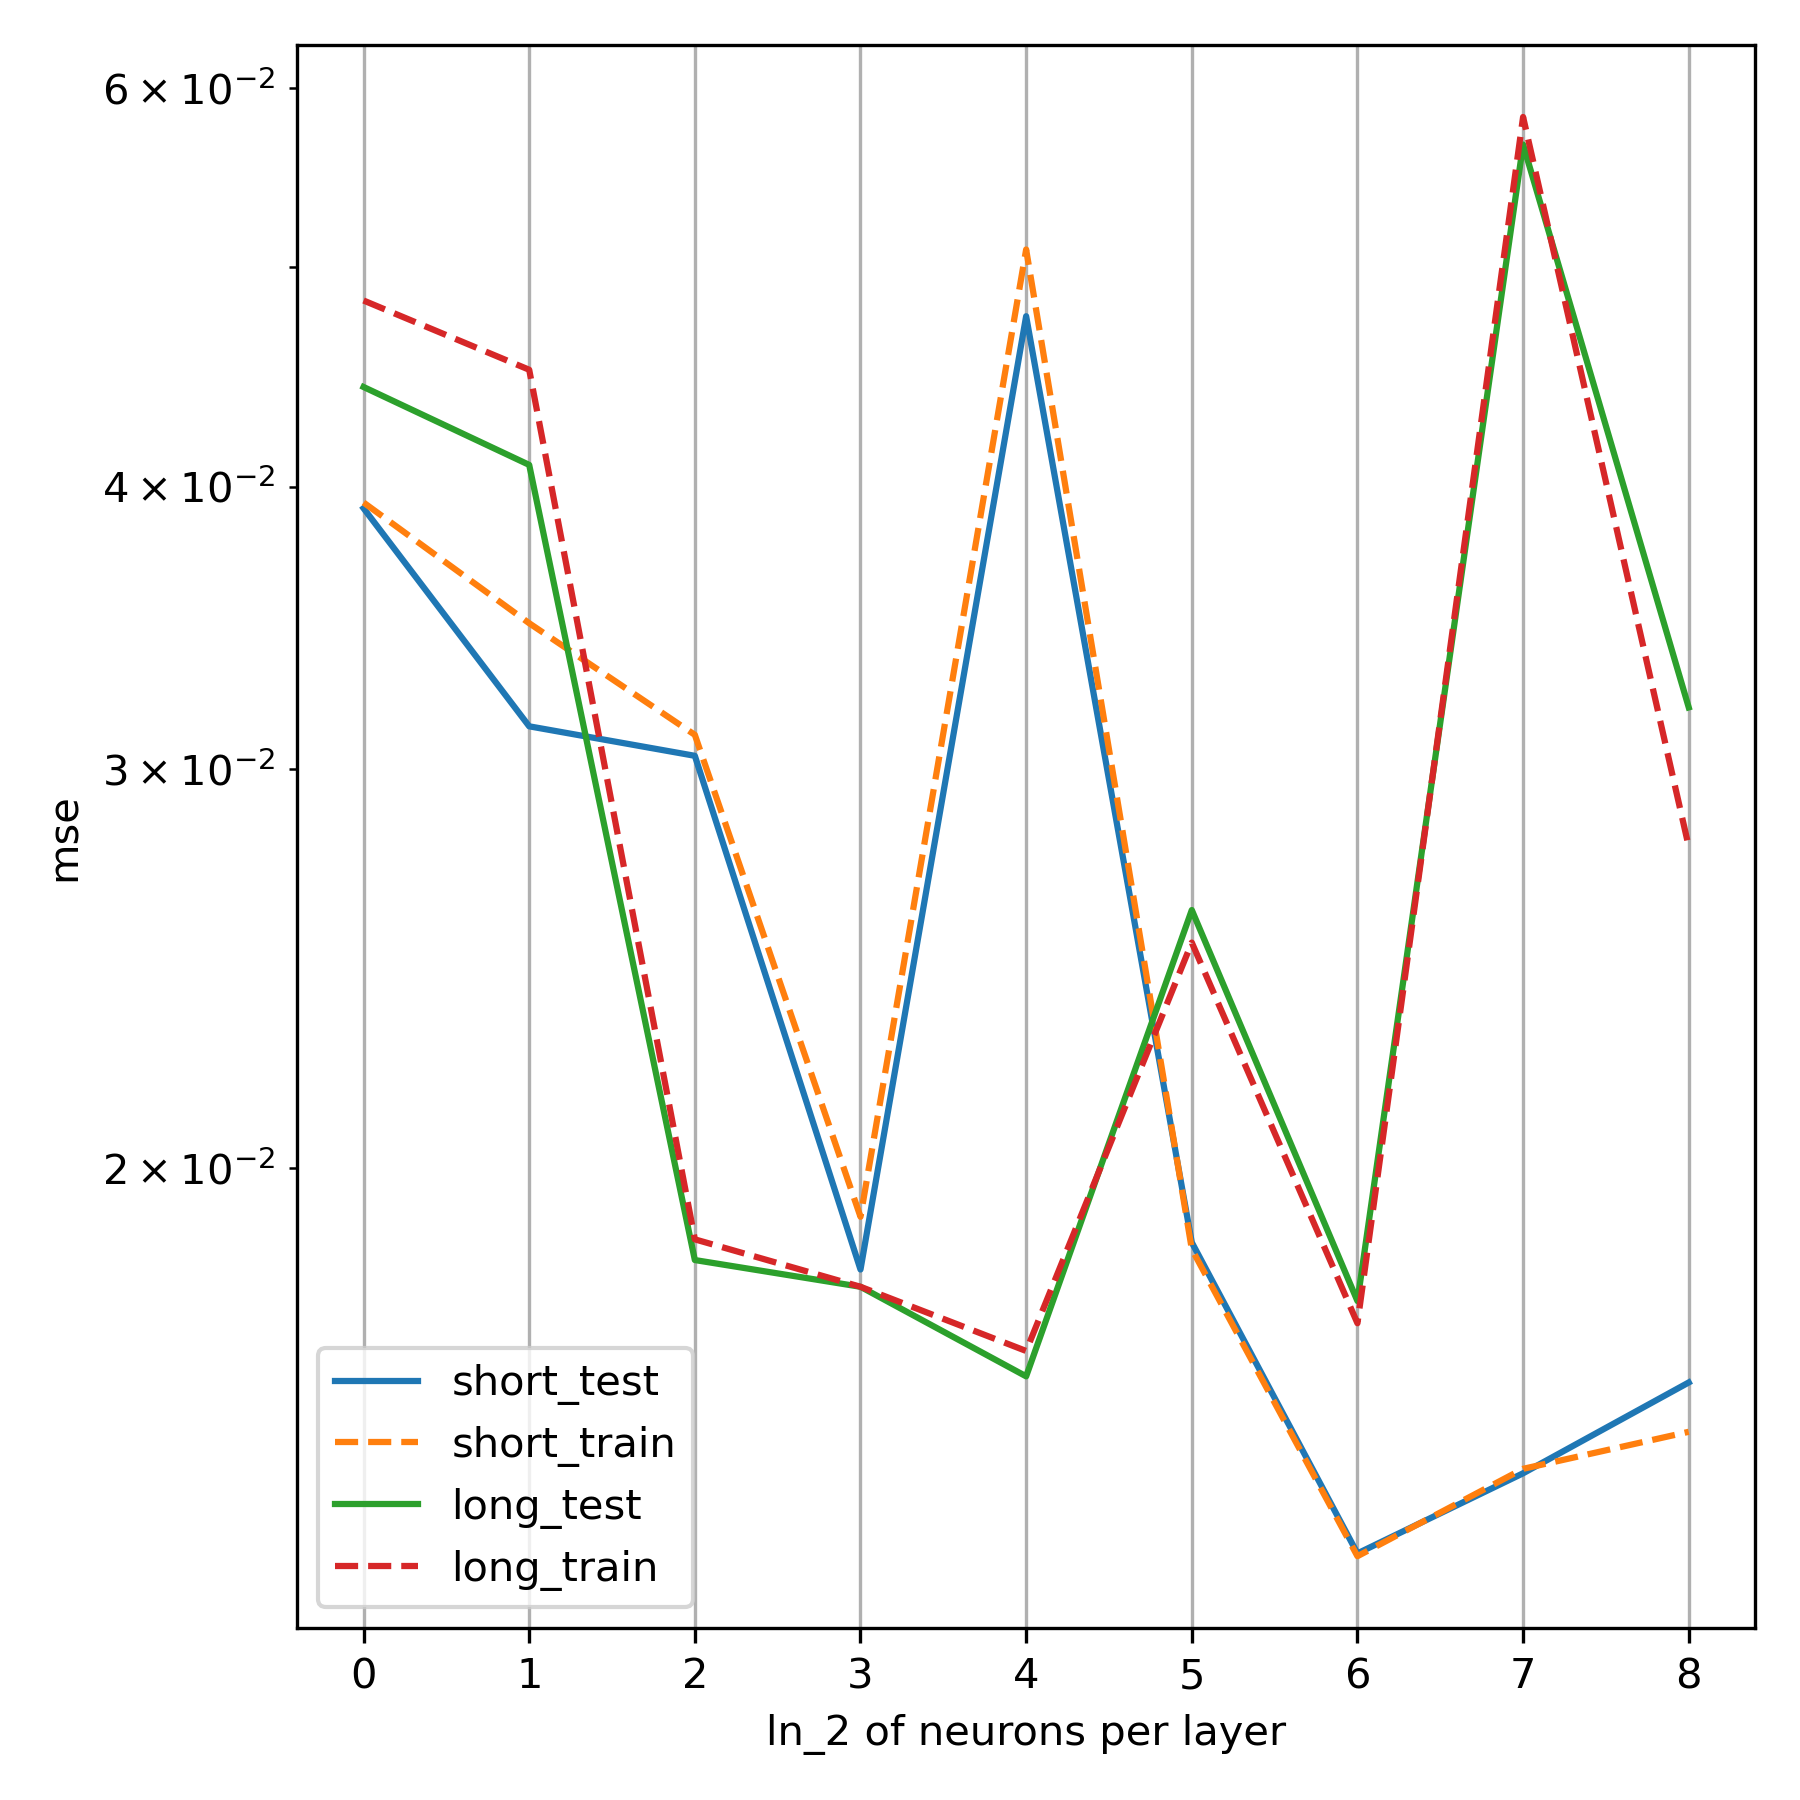 6 × 10⁻²
4 × 10⁻²
3 × 10⁻²
2 × 10⁻²
mse
short_test
short_train
long_test
long_train
0 1 2 3 4 5 6 7 8
ln_2 of neurons per layer